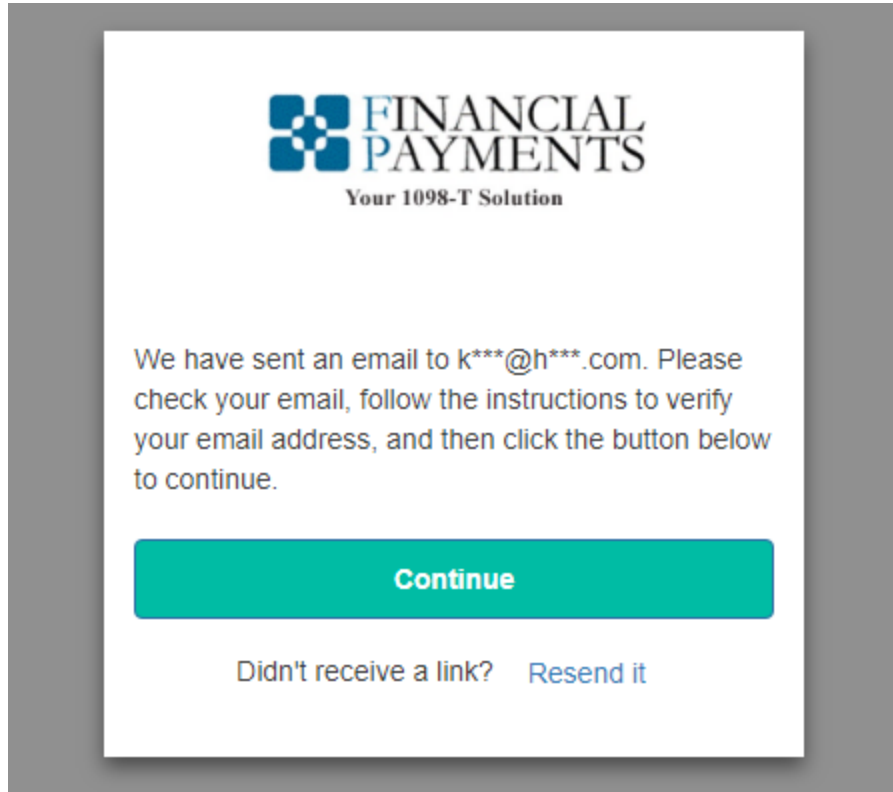 FINANCIAL
PAYMENTS
Your 1098-T Solution
We have sent an email to k***@h***.com. Please
check your email, follow the instructions to verify
your email address, and then click the button below
to continue.
Continue
Didn't receive a link? Resend it